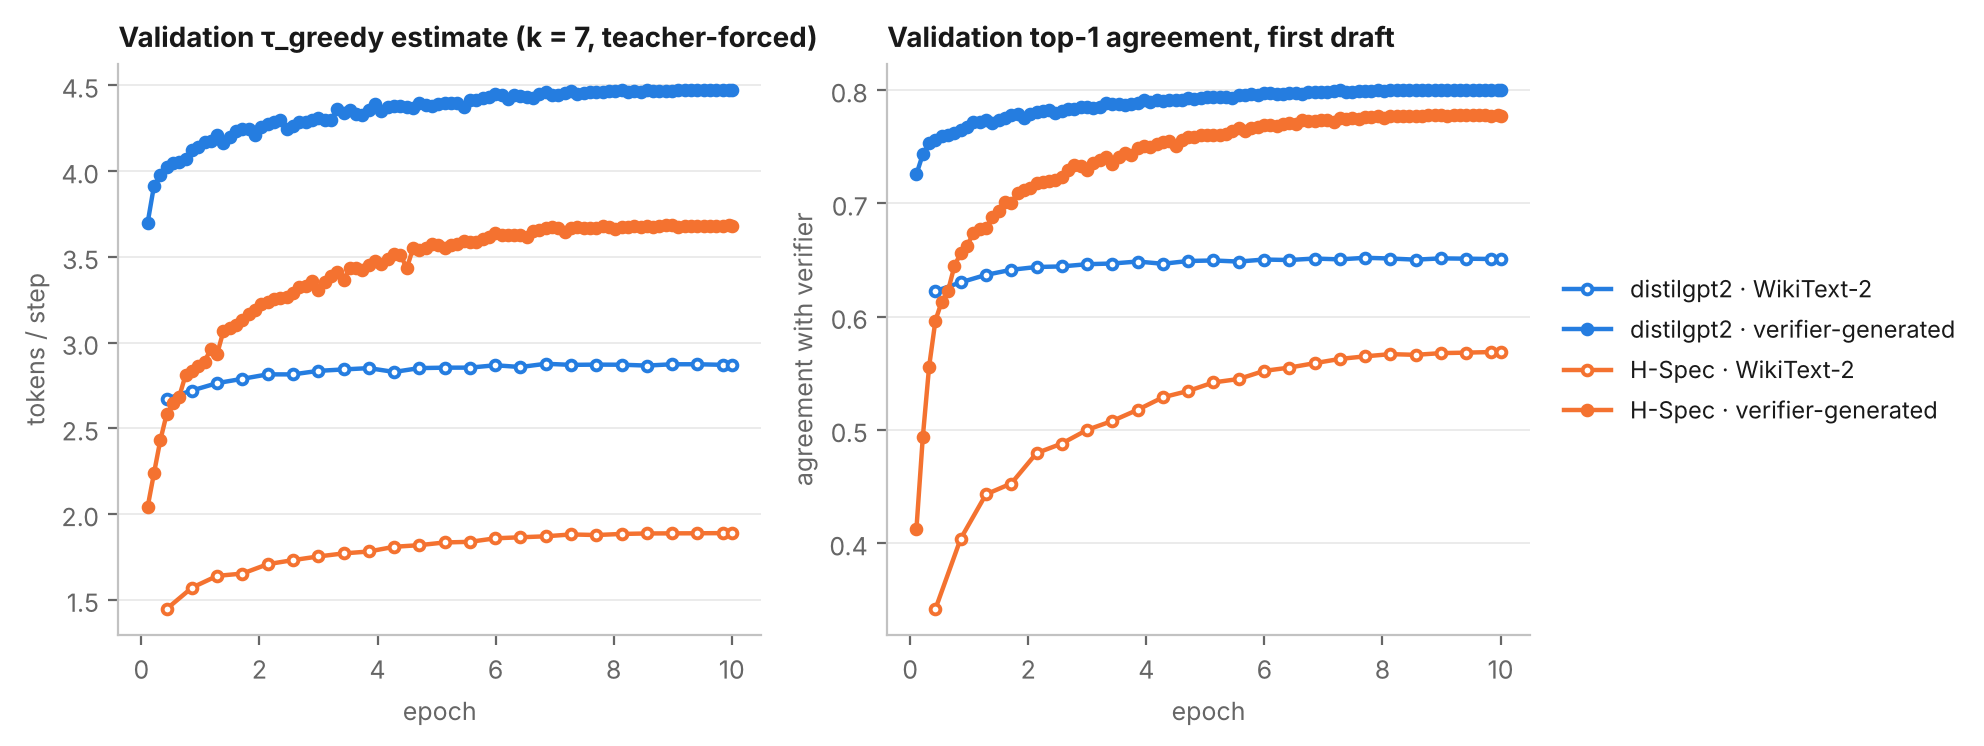 Validation τ_greedy estimate (k = 7, teacher-forced)
tokens / step
4.5
4.0
3.5
3.0
2.5
2.0
1.5
0 2 4 6 8 10
epoch
Validation top-1 agreement, first draft
agreement with verifier
0.8
0.7
0.6
0.5
0.4
0 2 4 6 8 10
epoch
distilgpt2 · WikiText-2
distilgpt2 · verifier-generated
H-Spec · WikiText-2
H-Spec · verifier-generated